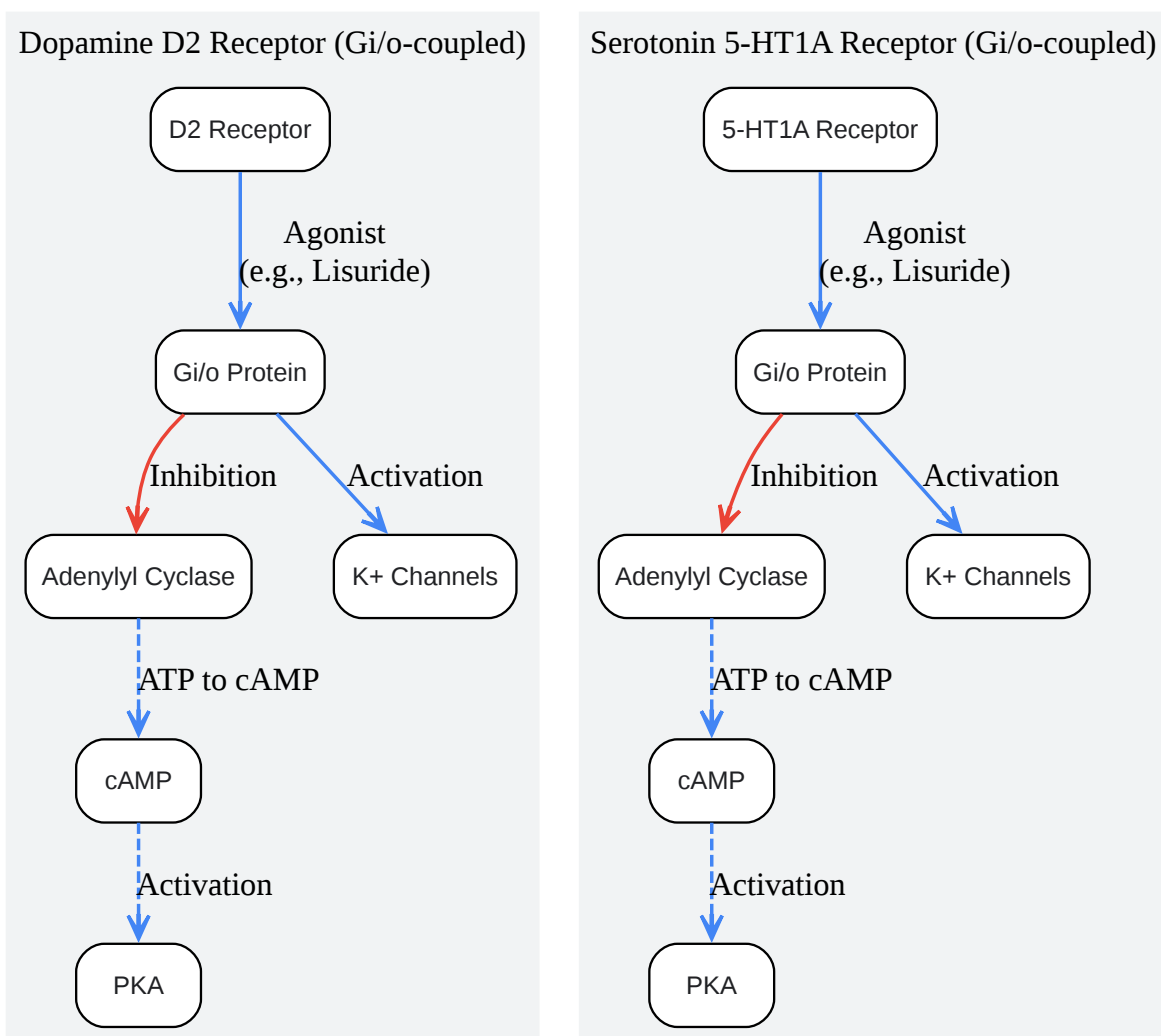 Dopamine D2 Receptor (Gi/o-coupled)
D2 Receptor
Agonist
(e.g., Lisuride)
Gi/o Protein
Inhibition
Activation
Adenylyl Cyclase
K+ Channels
ATP to cAMP
cAMP
Activation
PKA
Serotonin 5-HT1A Receptor (Gi/o-coupled)
5-HT1A Receptor
Agonist
(e.g., Lisuride)
Gi/o Protein
Inhibition
Activation
Adenylyl Cyclase
K+ Channels
ATP to cAMP
cAMP
Activation
PKA